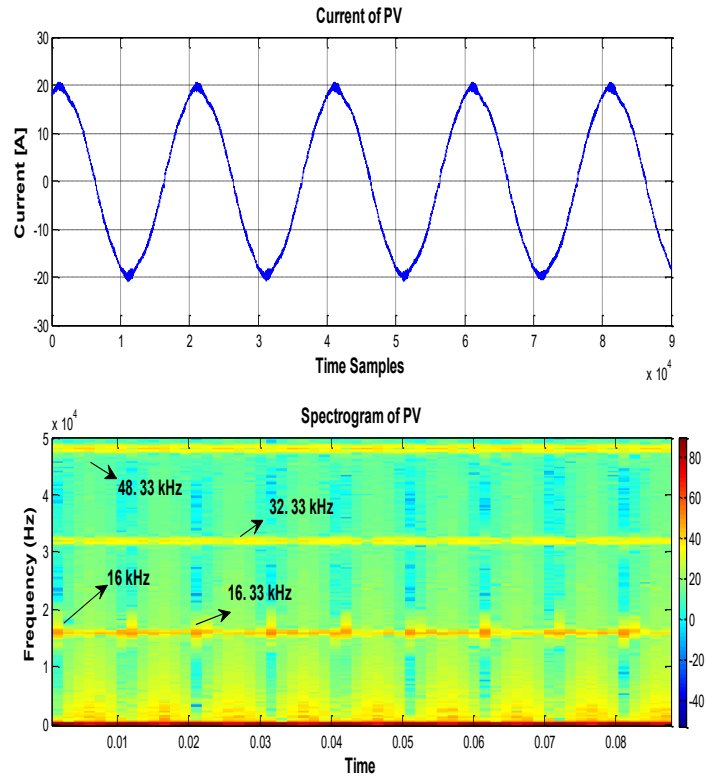 Current of PV
30
20
10
0
-10
-20
-30
Current [A]
0 1 2 3 4 5 6 7 8 9
Time Samples
x 10^4
Spectrogram of PV
x 10^4
5
4
3
2
1
0
Frequency (Hz)
48. 33 kHz
32. 33 kHz
16 kHz
16. 33 kHz
80
60
40
20
0
-20
-40
0.01 0.02 0.03 0.04 0.05 0.06 0.07 0.08
Time